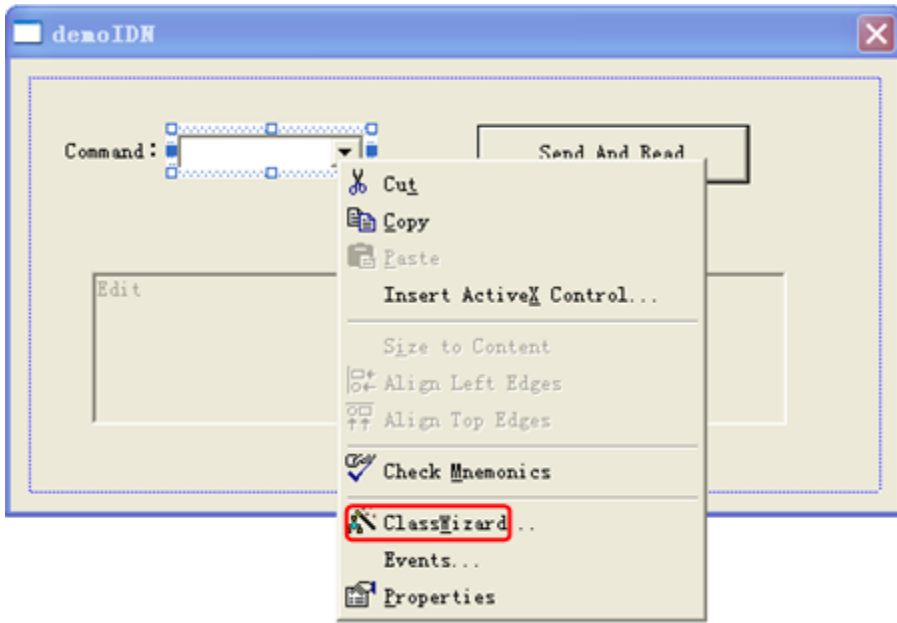 demoIDN
Command:
Send And Read
Cut
Copy
Paste
Edit
Insert ActiveX Control...
Size to Content
Align Left Edges
Align Top Edges
Check Mnemonics
ClassWizard...
Events...
Properties